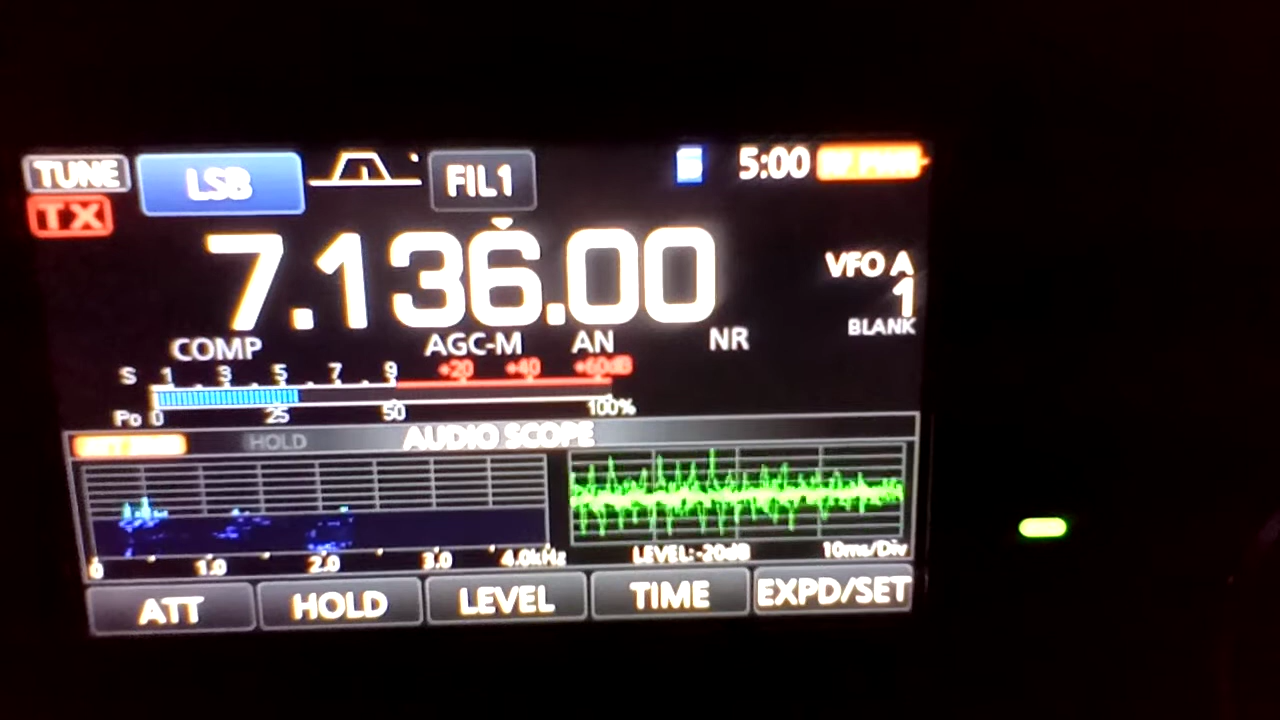 TUNE LSB FIL1 5:00
TX
7.136.00
VFO A
1
BLANK
COMP AGC-M AN NR
S 1 3 5 7 9 +20 +40 +60dB
Po 0 25 50 100%
HOLD AUDIO SCOPE
0 1.0 2.0 3.0 4.0kHz LEVEL:-20dB 10ms/Div
ATT HOLD LEVEL TIME EXPD/SET